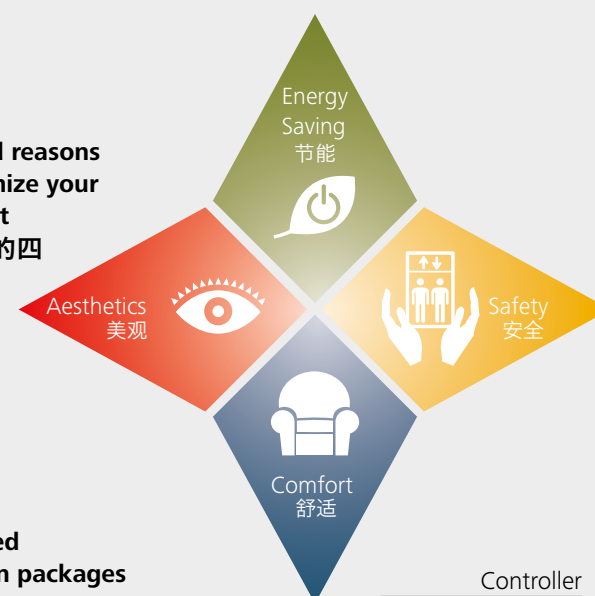 Energy
Saving
节能
reasons
nize your
的四
Aesthetics
美观
Safety
安全
Comfort
舒适
packages
Controller